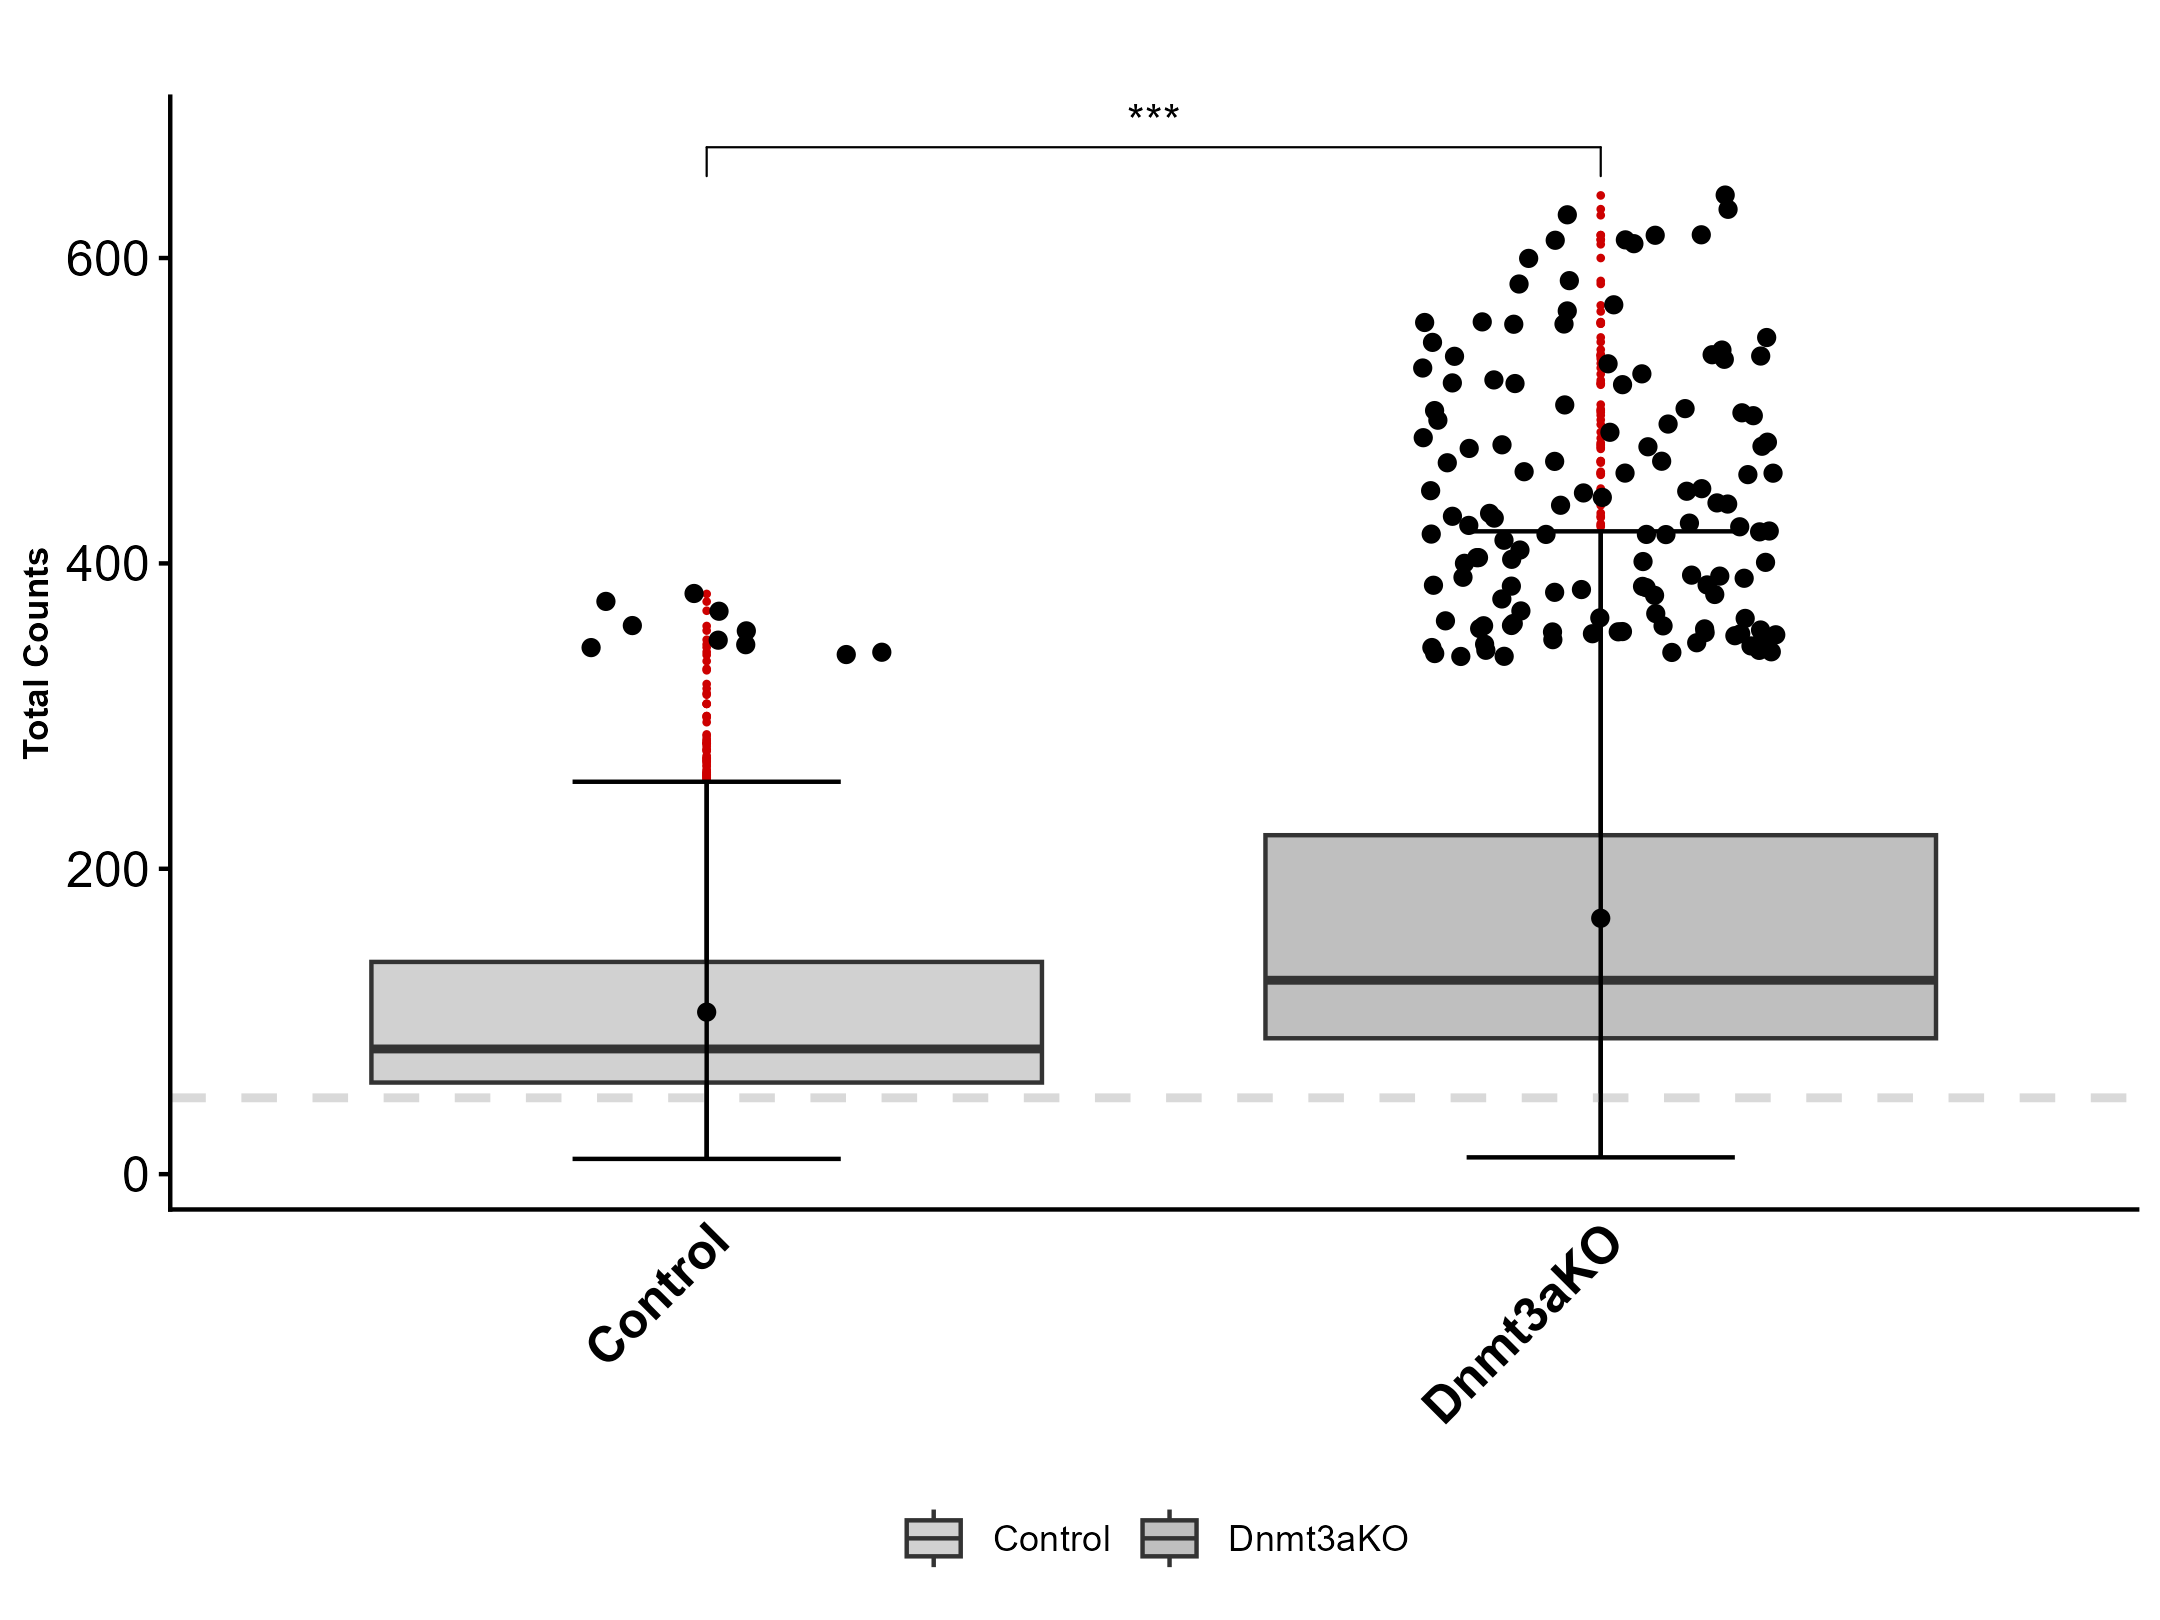 ***
600
400
200
0
Total Counts
Control
Dnmt3aKO
Control
Dnmt3aKO